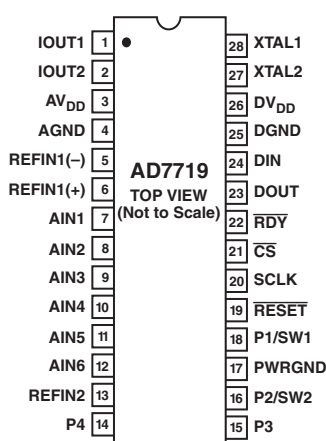 IOUT1 1
IOUT2 2
AVDD 3
AGND 4
REFIN1(–) 5
REFIN1(+) 6
AIN1 7
AIN2 8
AIN3 9
AIN4 10
AIN5 11
AIN6 12
REFIN2 13
P4 14
AD7719
TOP VIEW
(Not to Scale)
28 XTAL1
27 XTAL2
26 DVDD
25 DGND
24 DIN
23 DOUT
22 R̅D̅Y̅
21 C̅S̅
20 SCLK
19 R̅E̅S̅E̅T̅
18 P1/SW1
17 PWRGND
16 P2/SW2
15 P3